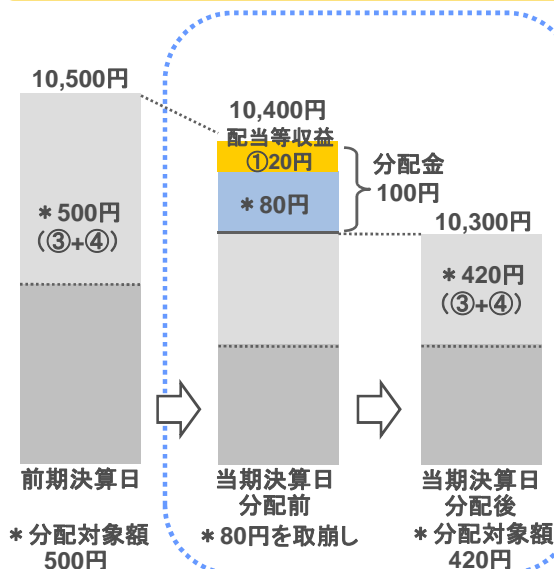 10,500円
＊500円
（③+④）
前期決算日
＊分配対象額
500円
10,400円
配当等収益
①20円
＊80円
分配金
100円
当期決算日
分配前
＊80円を取崩し
10,300円
＊420円
（③+④）
当期決算日
分配後
＊分配対象額
420円